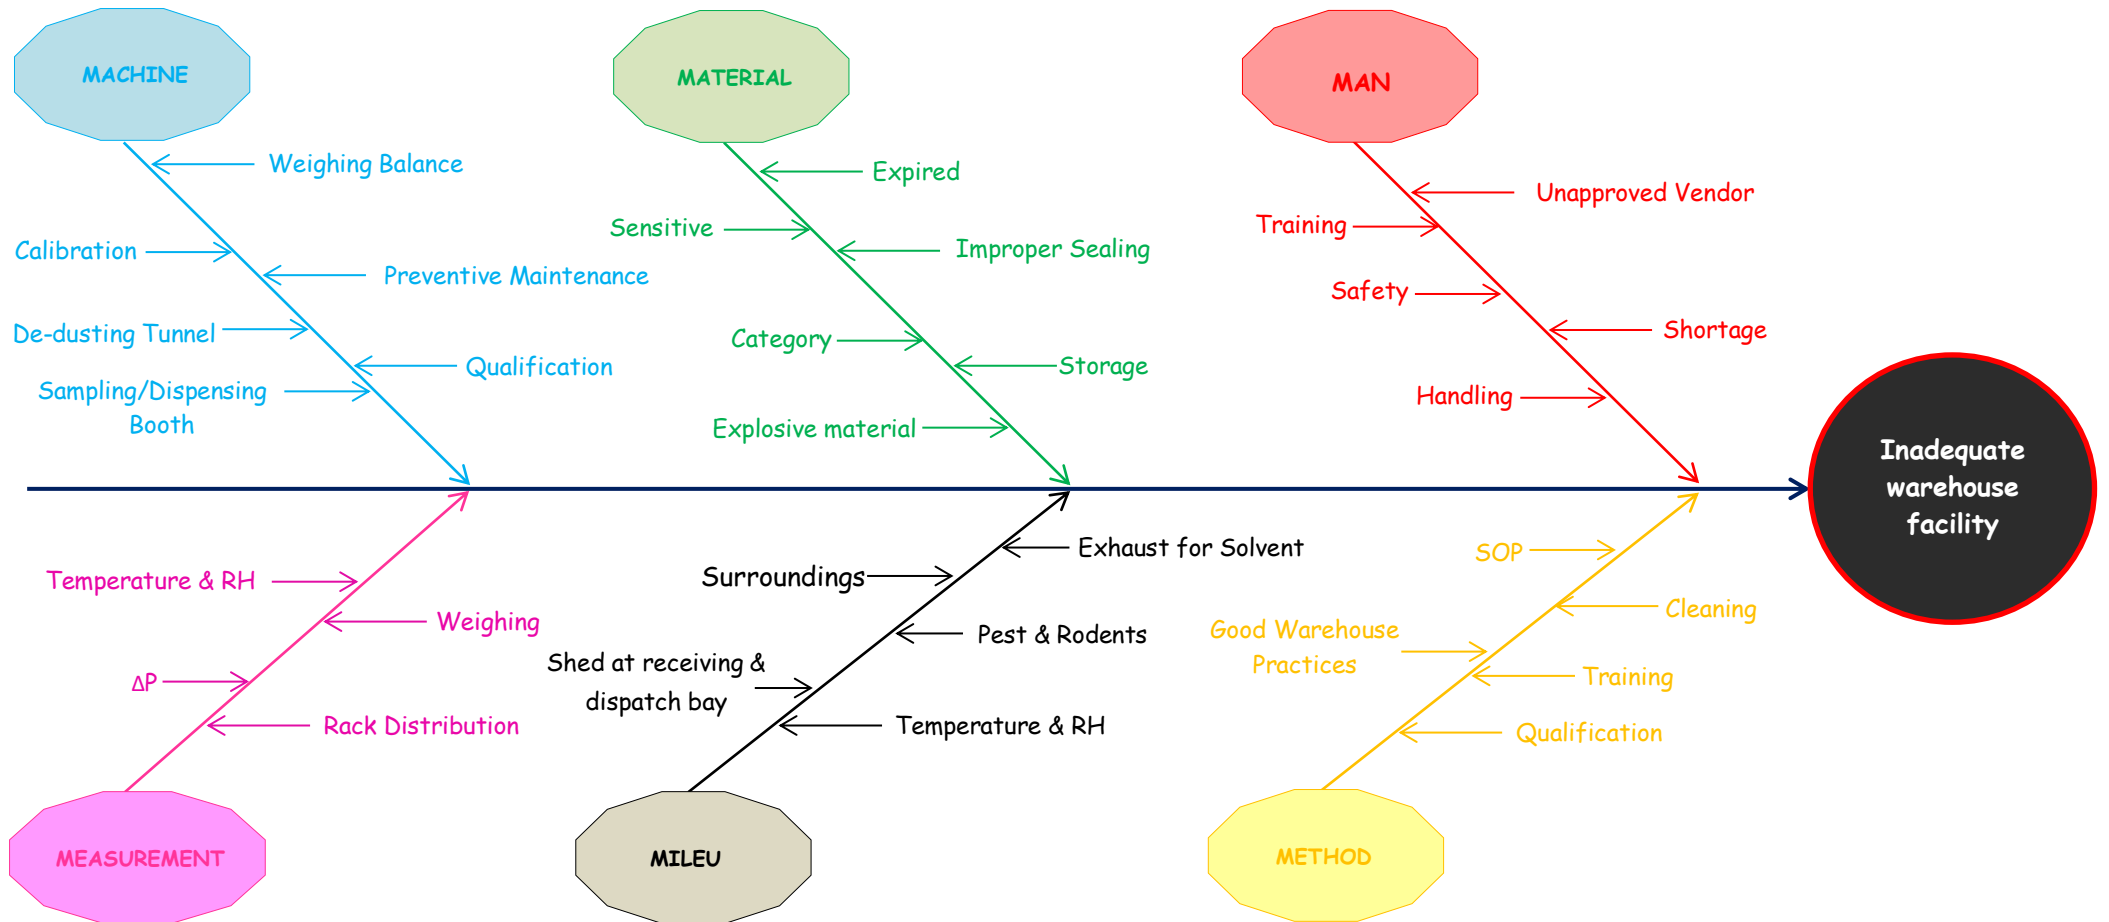 MACHINE
MATERIAL
MAN
Weighing Balance
Calibration
Preventive Maintenance
De-dusting Tunnel
Qualification
Sampling/Dispensing
Booth
Expired
Sensitive
Improper Sealing
Category
Storage
Explosive material
Unapproved Vendor
Training
Safety
Shortage
Handling
Inadequate
warehouse
facility
Temperature & RH
Weighing
ΔP
Rack Distribution
Exhaust for Solvent
Surroundings
Pest & Rodents
Shed at receiving &
dispatch bay
Temperature & RH
SOP
Cleaning
Good Warehouse
Practices
Training
Qualification
MEASUREMENT
MILEU
METHOD